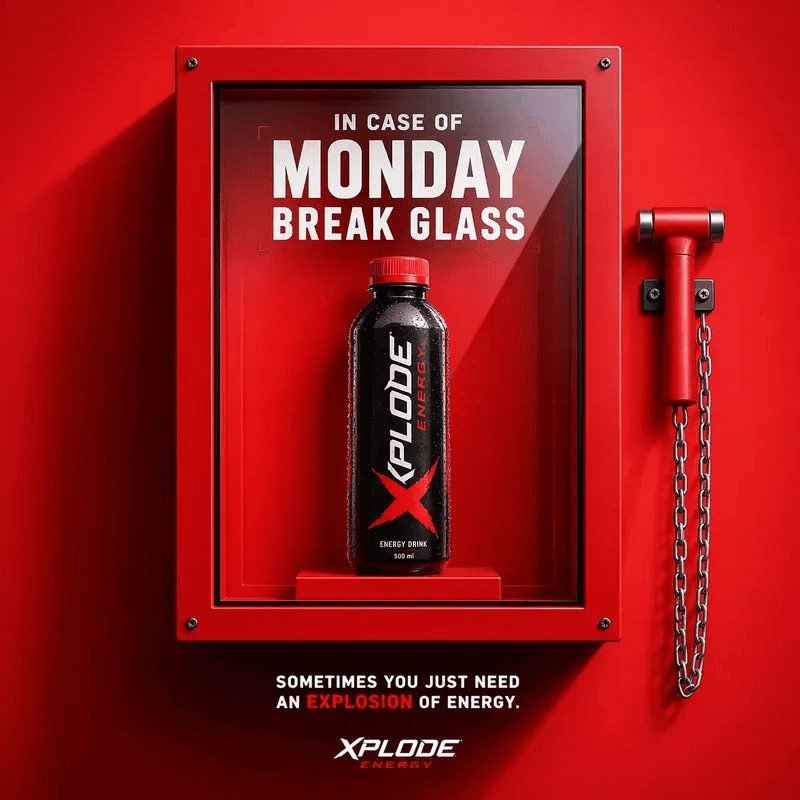 IN CASE OF
MONDAY
BREAK GLASS
XPLODE
ENERGY
ENERGY DRINK
500 ml
SOMETIMES YOU JUST NEED
AN EXPLOSION OF ENERGY.
XPLODE
ENERGY